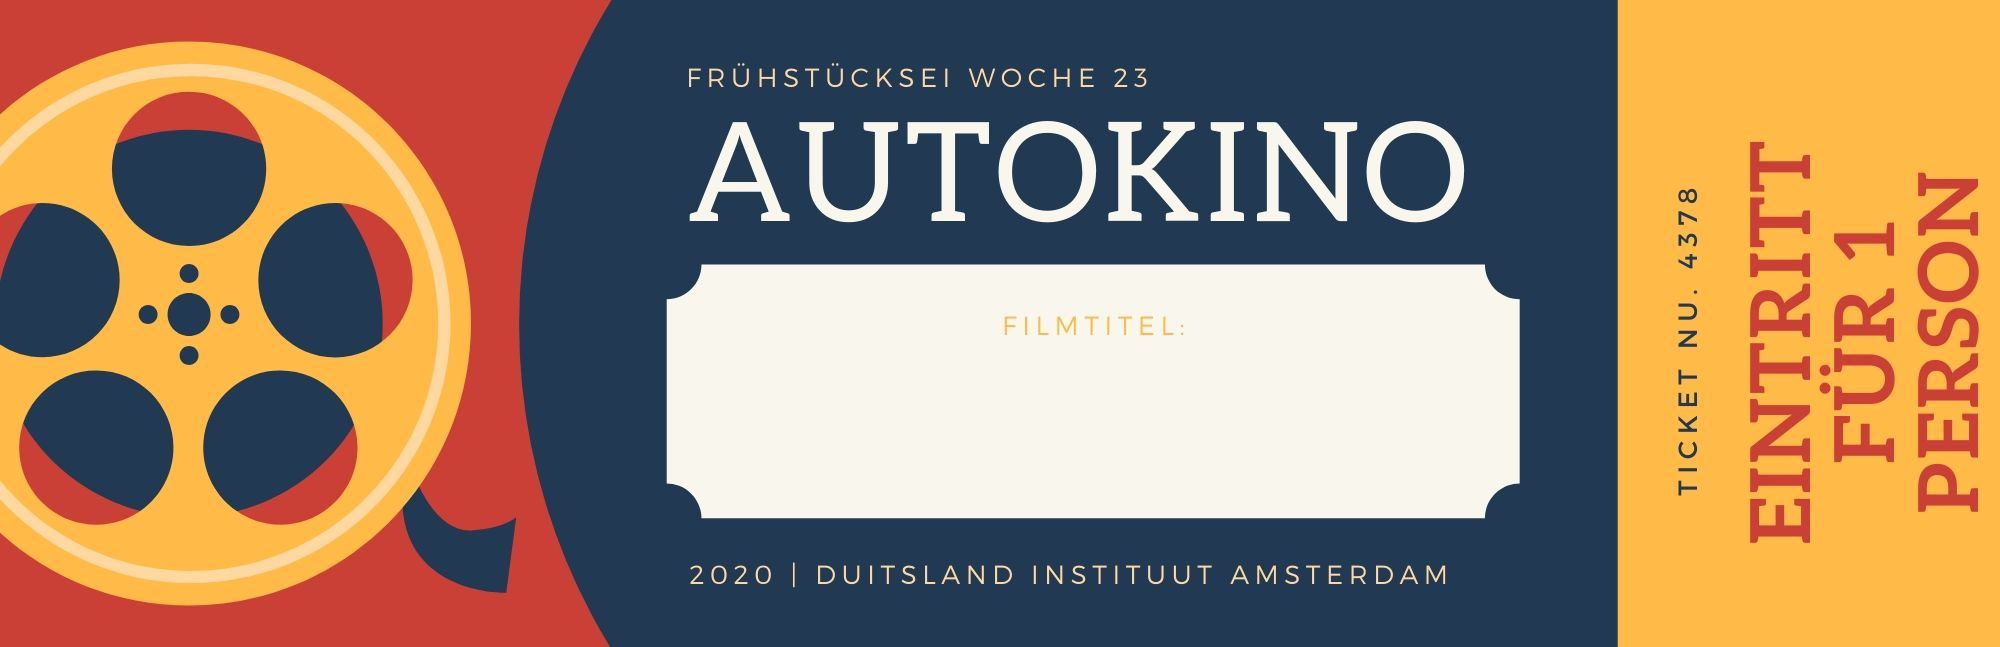 FRÜHSTÜCKSEI WOCHE 23
AUTOKINO
FILMTITEL:
2020 | DUITSLAND INSTITUUT AMSTERDAM
TICKET NU. 4378
EINTRITT
FÜR 1
PERSON